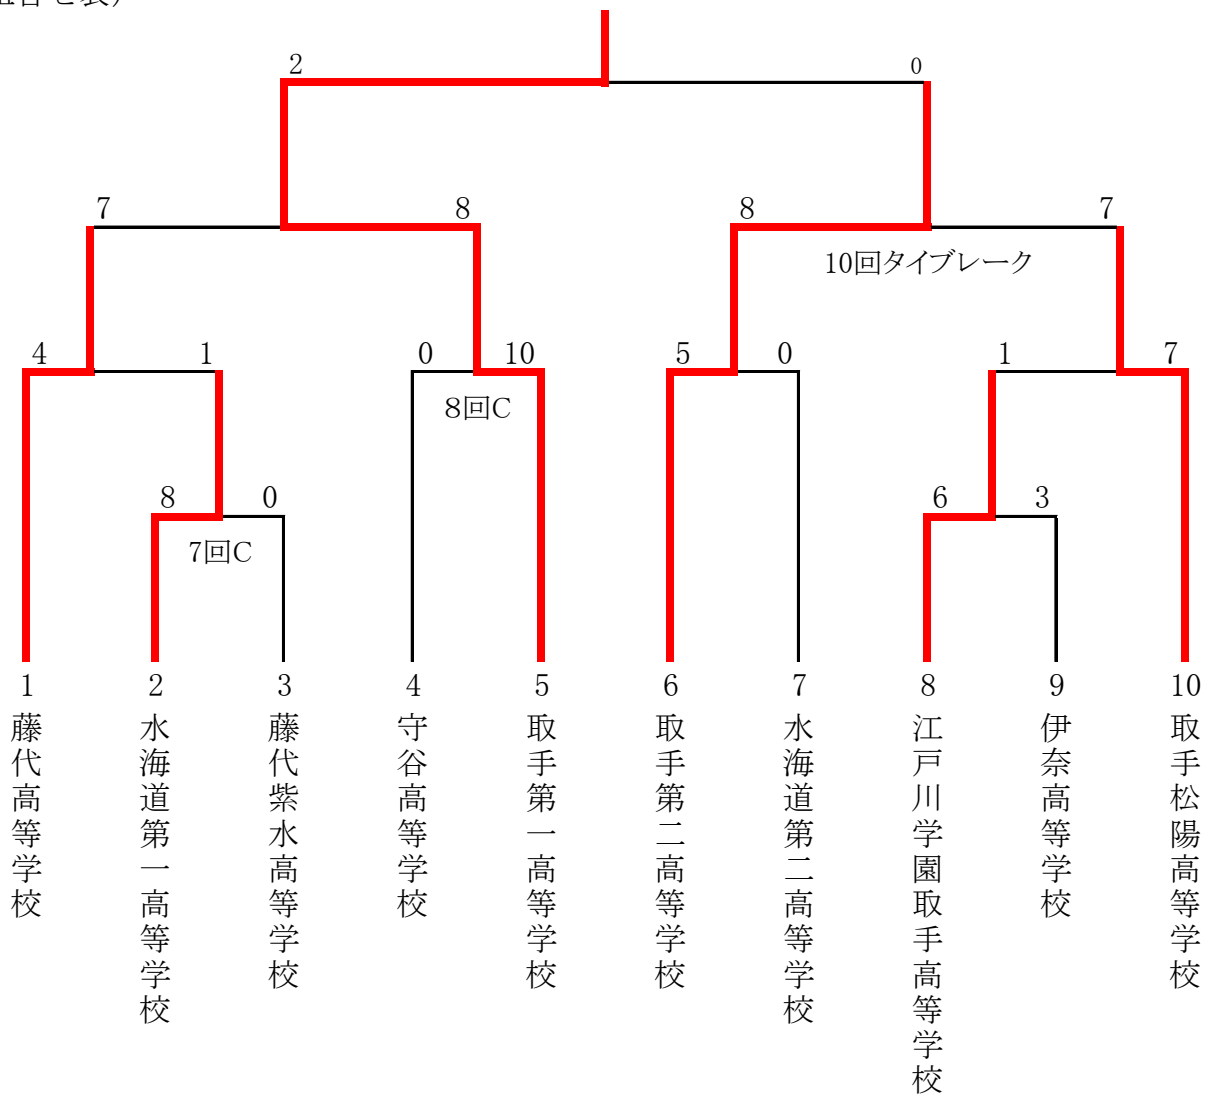 2
0
7
8
8
7
10回タイブレーク
4
1
0
10
5
0
1
7
8回C
8
0
6
3
7回C
1
2
3
4
5
6
7
8
9
10
藤代高等学校
水海道第一高等学校
藤代紫水高等学校
守谷高等学校
取手第一高等学校
取手第二高等学校
水海道第二高等学校
江戸川学園取手高等学校
伊奈高等学校
取手松陽高等学校